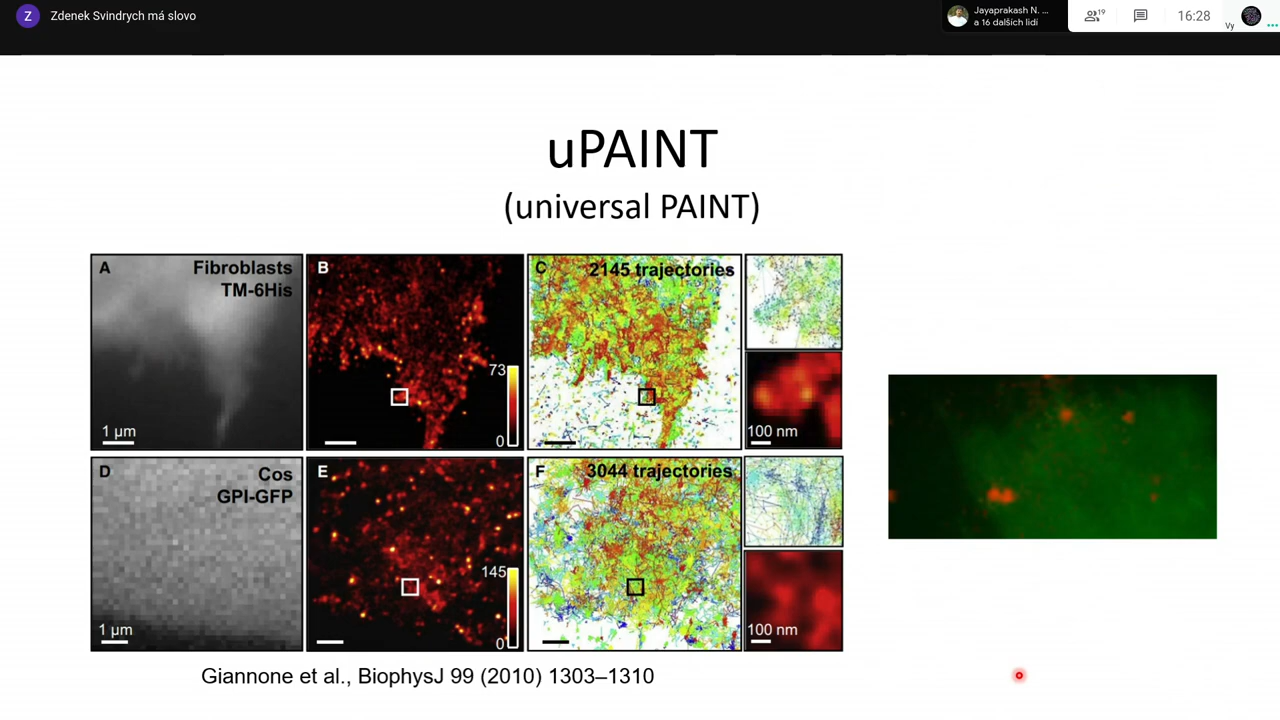 Z Zdenek Svindrych má slovo
Jayaprakash N. ...
a 16 dalších lidí
19
16:28
Vy
uPAINT
(universal PAINT)
A Fibroblasts
TM-6His
1 µm
B
73
0
C 2145 trajectories
100 nm
D Cos
GPI-GFP
1 µm
E
145
0
F 3044 trajectories
100 nm
Giannone et al., BiophysJ 99 (2010) 1303–1310